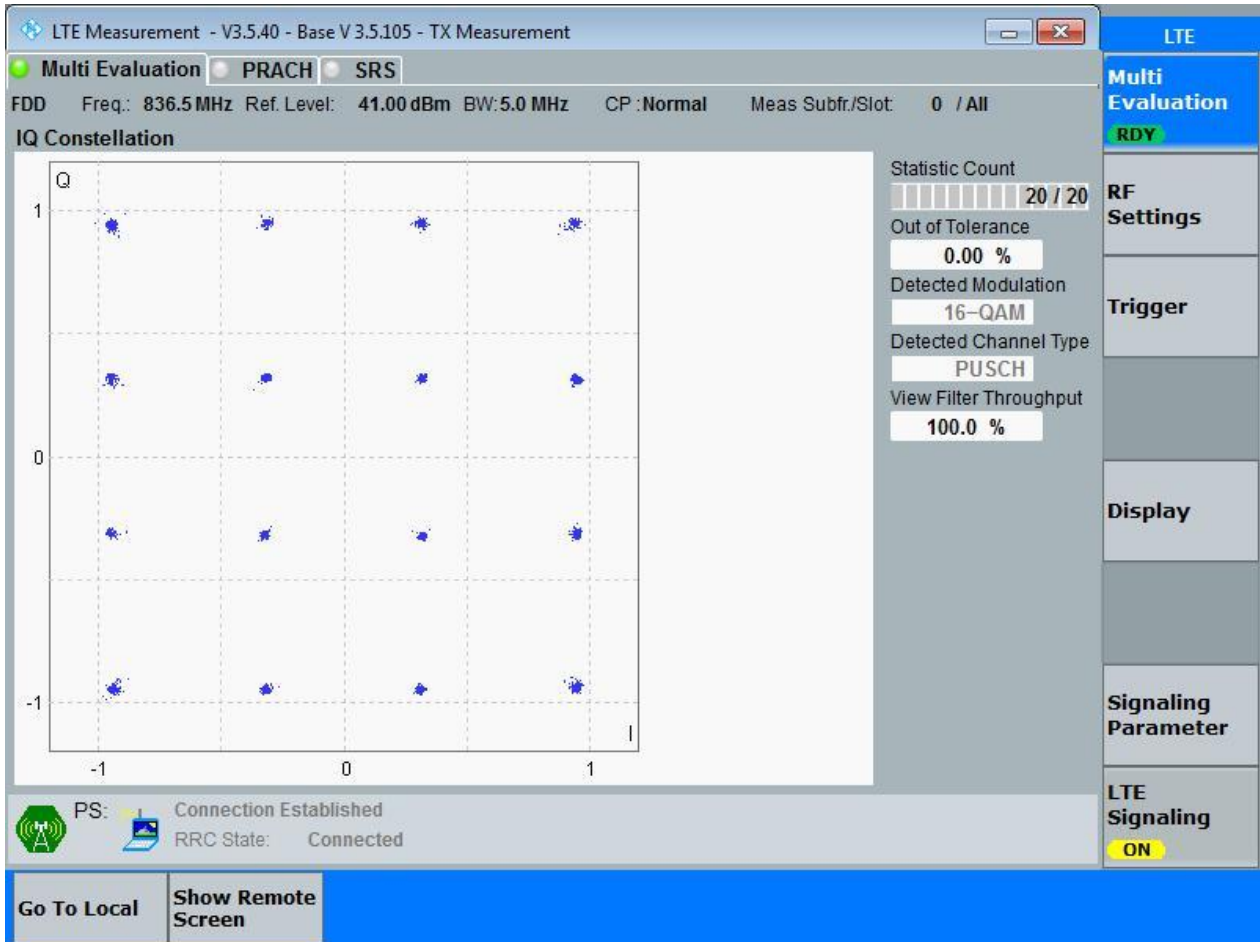 LTE Measurement - V3.5.40 - Base V 3.5.105 - TX Measurement
LTE
Multi Evaluation PRACH SRS
Multi
Evaluation
RDY
FDD Freq.: 836.5 MHz Ref. Level: 41.00 dBm BW: 5.0 MHz CP : Normal Meas Subfr./Slot: 0 / All
IQ Constellation
Q
1
0
-1
I
-1 0 1
Statistic Count
20 / 20
Out of Tolerance
0.00 %
Detected Modulation
16-QAM
Detected Channel Type
PUSCH
View Filter Throughput
100.0 %
RF
Settings
Trigger
Display
Signaling
Parameter
LTE
Signaling
ON
PS: Connection Established
RRC State: Connected
Go To Local
Show Remote
Screen